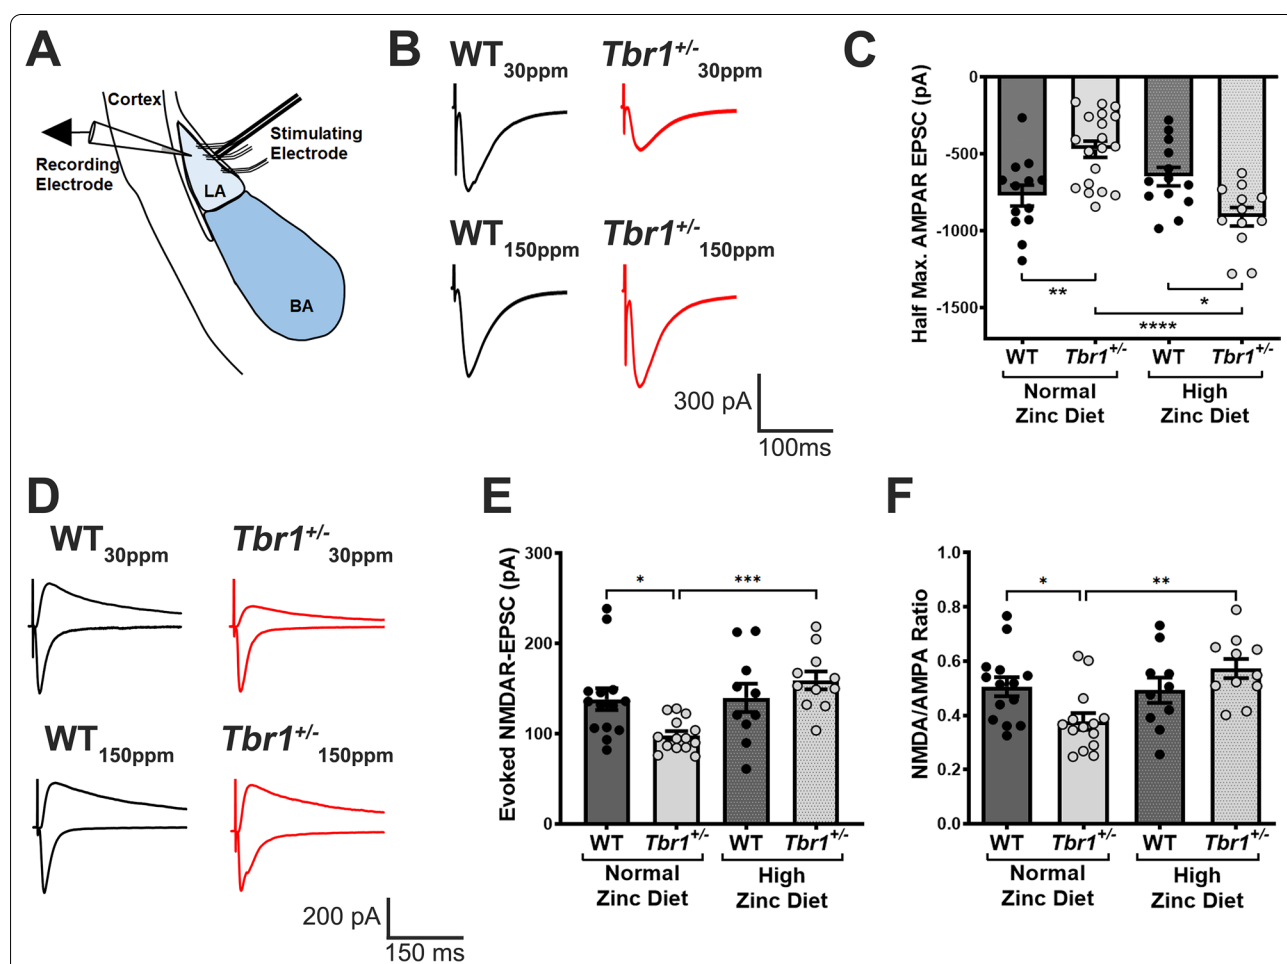 A
Cortex
Stimulating
Electrode
Recording
Electrode
LA
BA
B
WT30ppm
Tbr1+/-30ppm
WT150ppm
Tbr1+/-150ppm
300 pA
100ms
C
Half Max. AMPAR EPSC (pA)
0
-500
-1000
-1500
**
*
****
WT
Tbr1+/-
WT
Tbr1+/-
Normal
Zinc Diet
High
Zinc Diet
D
WT30ppm
Tbr1+/-30ppm
WT150ppm
Tbr1+/-150ppm
200 pA
150 ms
E
Evoked NMDAR-EPSC (pA)
300
200
100
0
*
***
WT
Tbr1+/-
WT
Tbr1+/-
Normal
Zinc Diet
High
Zinc Diet
F
NMDA/AMPA Ratio
1.0
0.8
0.6
0.4
0.2
0.0
*
**
WT
Tbr1+/-
WT
Tbr1+/-
Normal
Zinc Diet
High
Zinc Diet